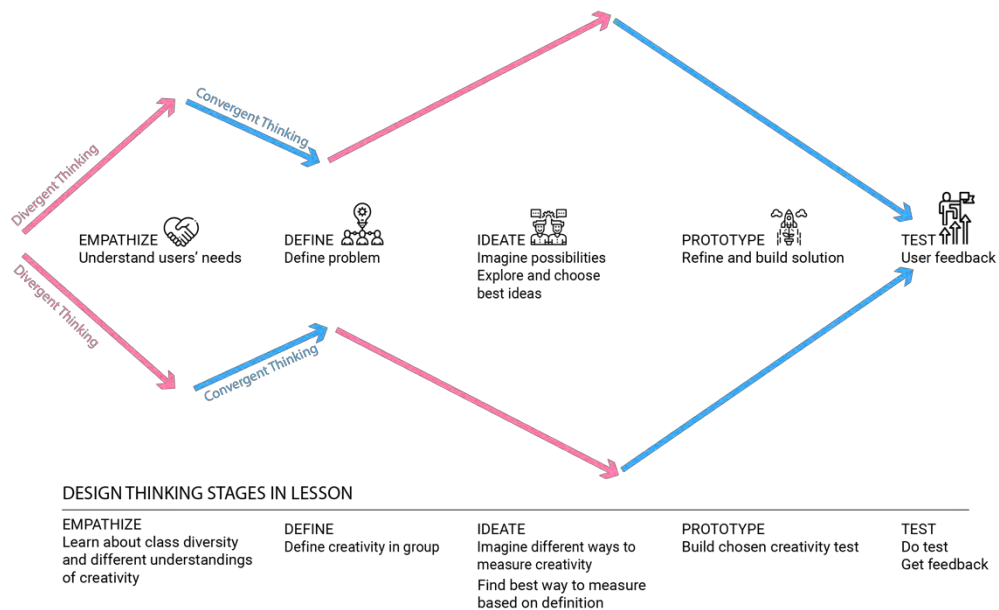 Divergent Thinking
Convergent Thinking
EMPATHIZE
Understand users' needs
DEFINE
Define problem
IDEATE
Imagine possibilities
Explore and choose
best ideas
PROTOTYPE
Refine and build solution
TEST
User feedback
Divergent Thinking
Convergent Thinking
DESIGN THINKING STAGES IN LESSON
EMPATHIZE
Learn about class diversity
and different understandings
of creativity
DEFINE
Define creativity in group
IDEATE
Imagine different ways to
measure creativity
Find best way to measure
based on definition
PROTOTYPE
Build chosen creativity test
TEST
Do test
Get feedback